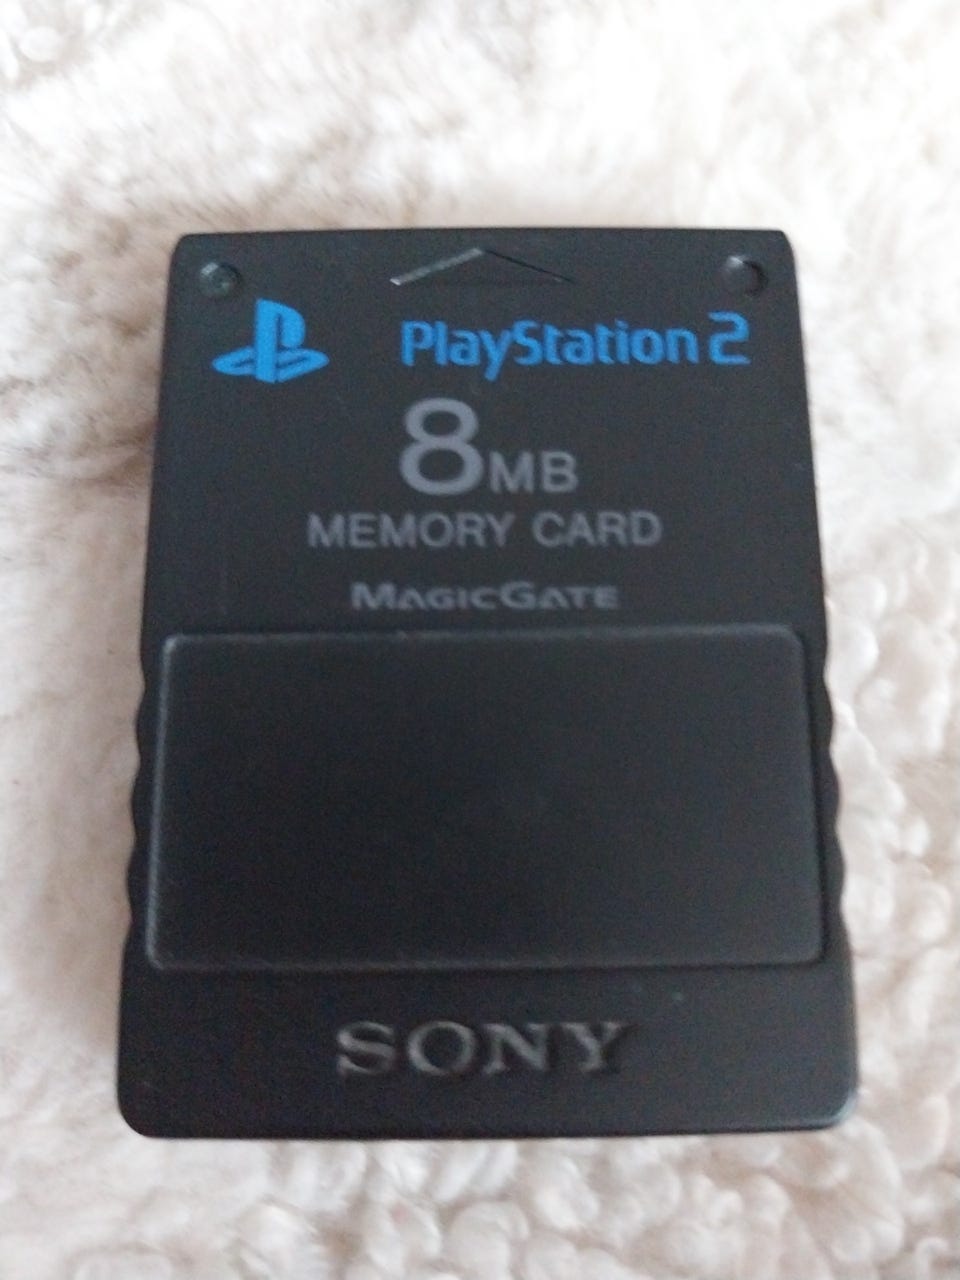 PlayStation 2
8MB
MEMORY CARD
MAGICGATE
SONY